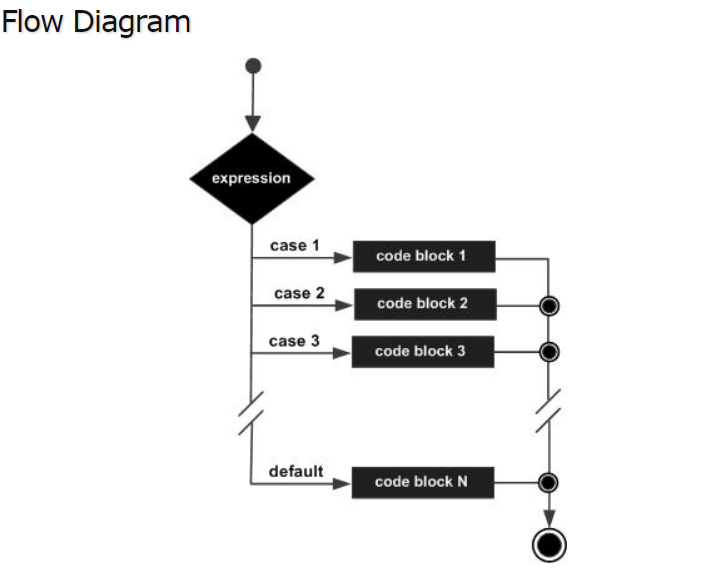 Flow Diagram
expression
case 1
code block 1
case 2
code block 2
case 3
code block 3
default
code block N